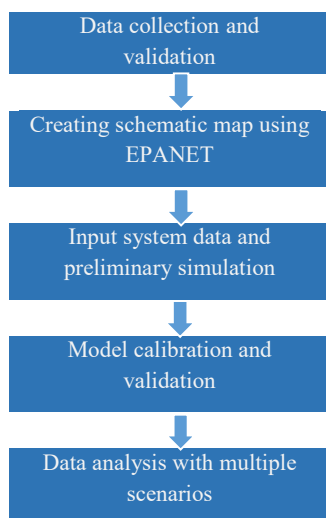 Data collection and
validation
Creating schematic map using
EPANET
Input system data and
preliminary simulation
Model calibration and
validation
Data analysis with multiple
scenarios